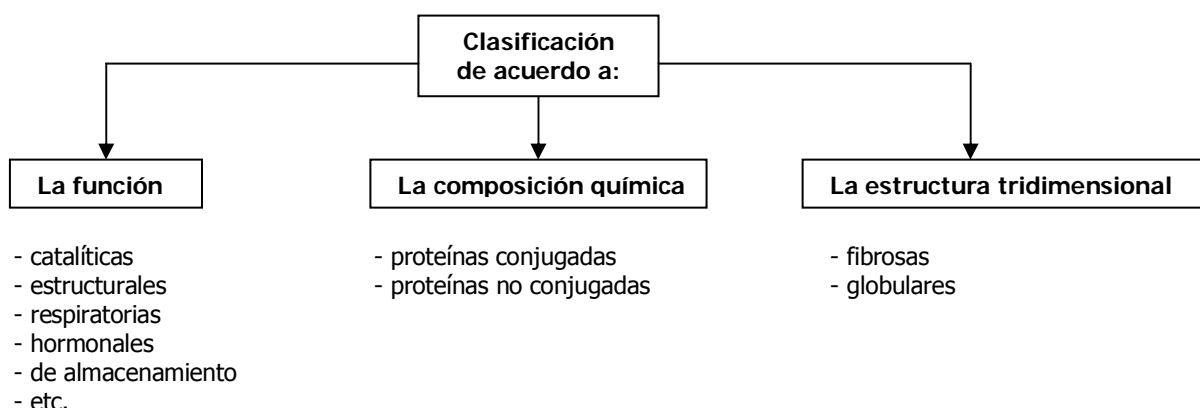 Clasificación
de acuerdo a:
La función
La composición química
La estructura tridimensional
- catalíticas
- estructurales
- respiratorias
- hormonales
- de almacenamiento
- etc.
- proteínas conjugadas
- proteínas no conjugadas
- fibrosas
- globulares